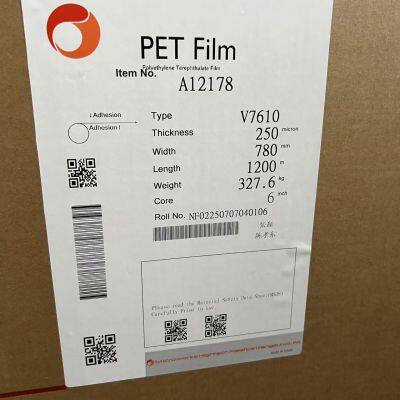 PET Film
Polyethylene Terephthalate Film
Item No. A12178
↓Adhesion
Adhesion↑
Type V7610
Thickness 250 micron
Width 780 mm
Length 1200 m
Weight 327.6 kg
Core 6 inch
Roll No. NF02250707040106
Please read the Material Safety Data Sheet(MSDS)
Carefully Prior to use.